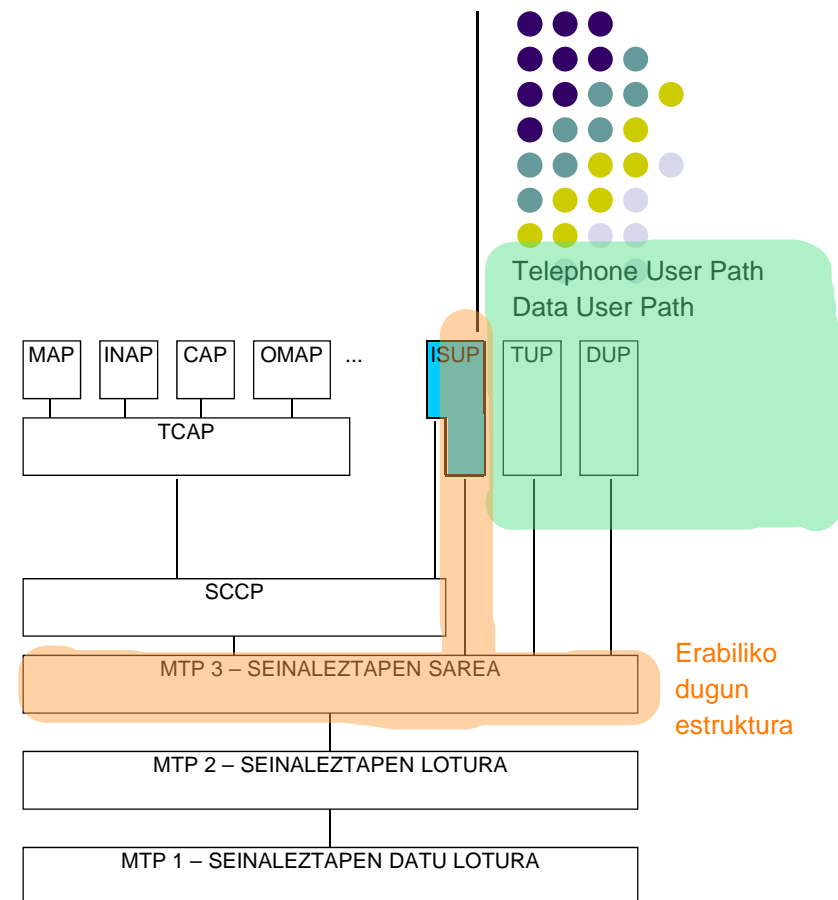 Telephone User Path
Data User Path
MAP INAP CAP OMAP ... ISUP TUP DUP
TCAP
SCCP
MTP 3 – SEINALEZTAPEN SAREA
Erabiliko
dugun
estruktura
MTP 2 – SEINALEZTAPEN LOTURA
MTP 1 – SEINALEZTAPEN DATU LOTURA